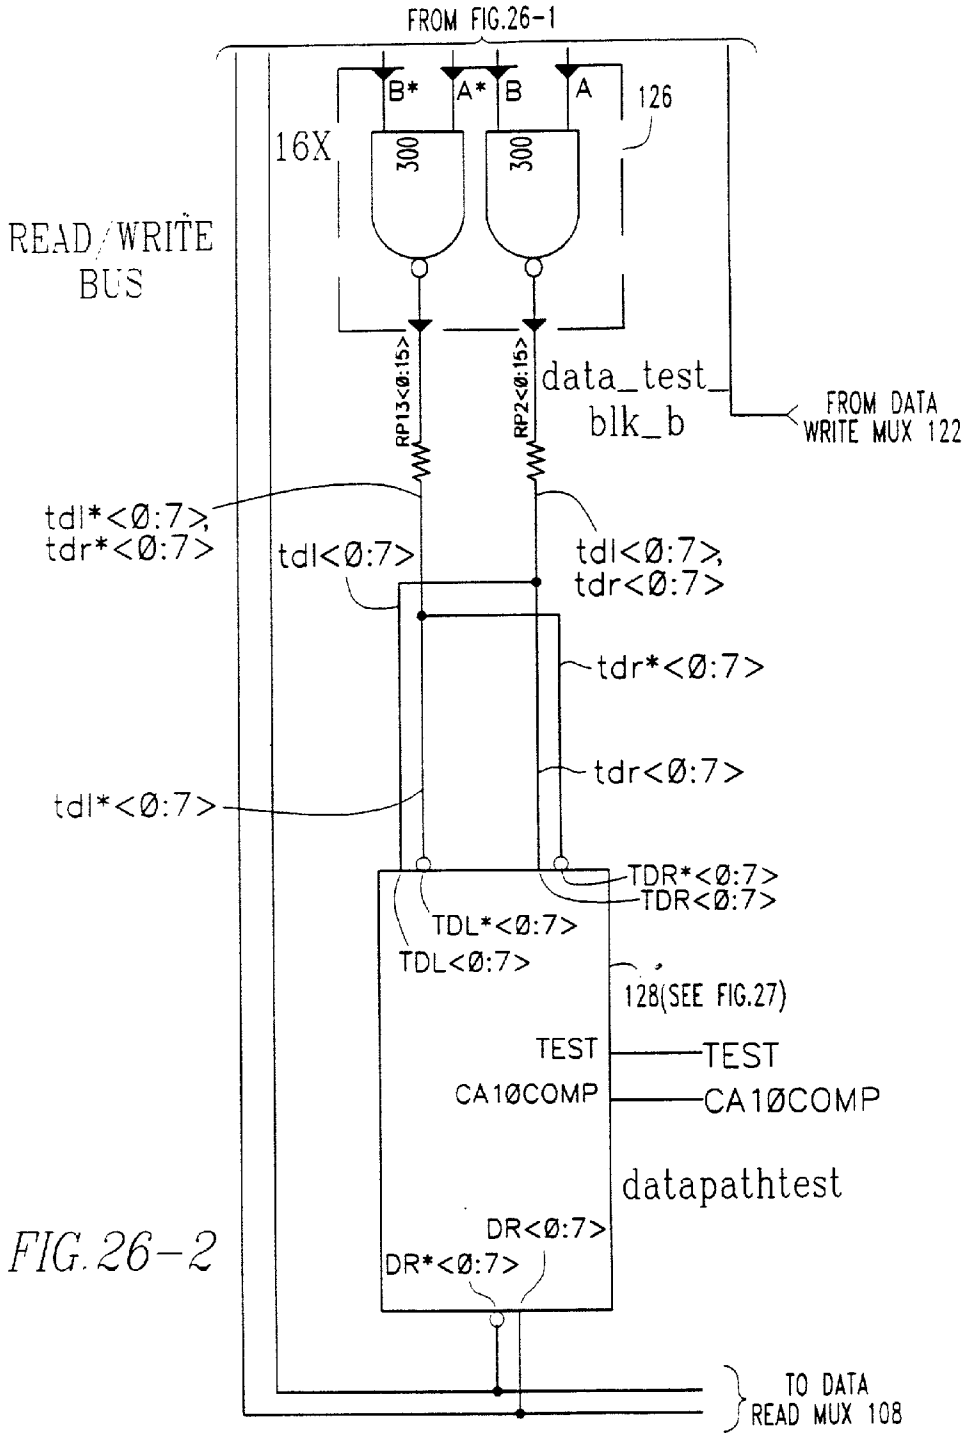 FROM FIG.26-1
B* A* B A
126
16X
300 300
READ/WRITE
BUS
RP13<0:15> RP2<0:15>
data_test_
blk_b
FROM DATA
WRITE MUX 122
tdl*<Ø:7>,
tdr*<Ø:7>
tdl<Ø:7>
tdl<Ø:7>,
tdr<Ø:7>
tdr*<Ø:7>
tdr<Ø:7>
tdl*<Ø:7>
TDR*<Ø:7>
TDR<Ø:7>
TDL*<Ø:7>
TDL<Ø:7>
128(SEE FIG.27)
TEST TEST
CA1ØCOMP CA1ØCOMP
datapathtest
DR<Ø:7>
DR*<Ø:7>
FIG.26-2
TO DATA
READ MUX 108